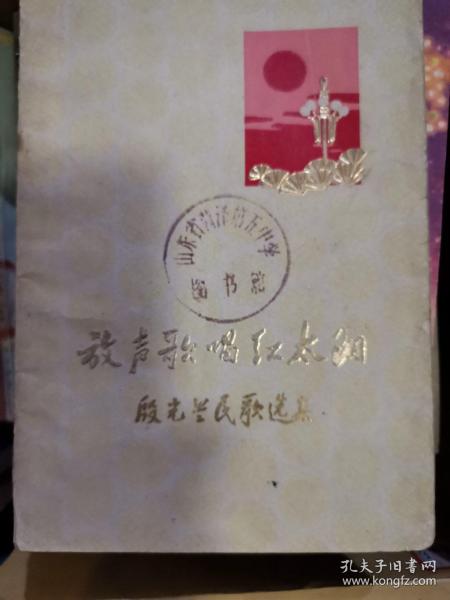 山东省菏泽第五中学
图书馆
放声歌唱红太阳
殷光兰民歌选集
孔夫子旧书网
www.kongfz.com